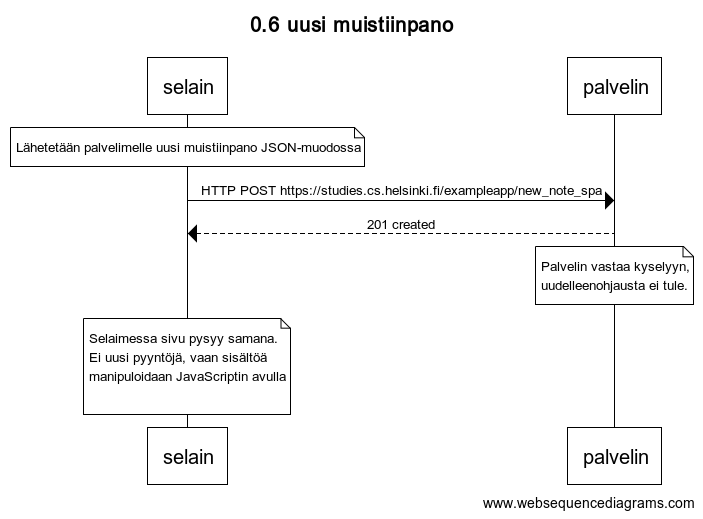 0.6 uusi muistiinpano
selain
palvelin
Lähetetään palvelimelle uusi muistiinpano JSON-muodossa
HTTP POST https://studies.cs.helsinki.fi/exampleapp/new_note_spa
201 created
Palvelin vastaa kyselyyn,
uudelleenohjausta ei tule.
Selaimessa sivu pysyy samana.
Ei uusi pyyntöjä, vaan sisältöä
manipuloidaan JavaScriptin avulla
selain
palvelin
www.websequencediagrams.com